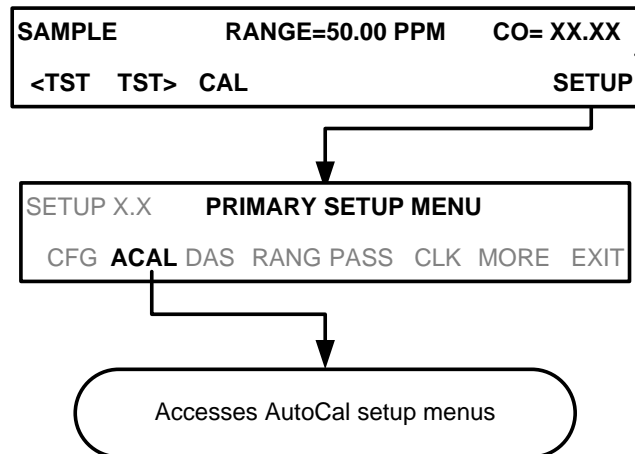 SAMPLE RANGE=50.00 PPM CO= XX.XX
<TST TST> CAL SETUP
SETUP X.X PRIMARY SETUP MENU
CFG ACAL DAS RANG PASS CLK MORE EXIT
Accesses AutoCal setup menus